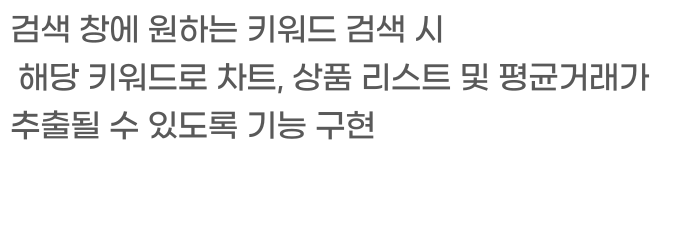 검색 창에 원하는 키워드 검색 시
해당 키워드로 차트, 상품 리스트 및 평균거래가
추출될 수 있도록 기능 구현